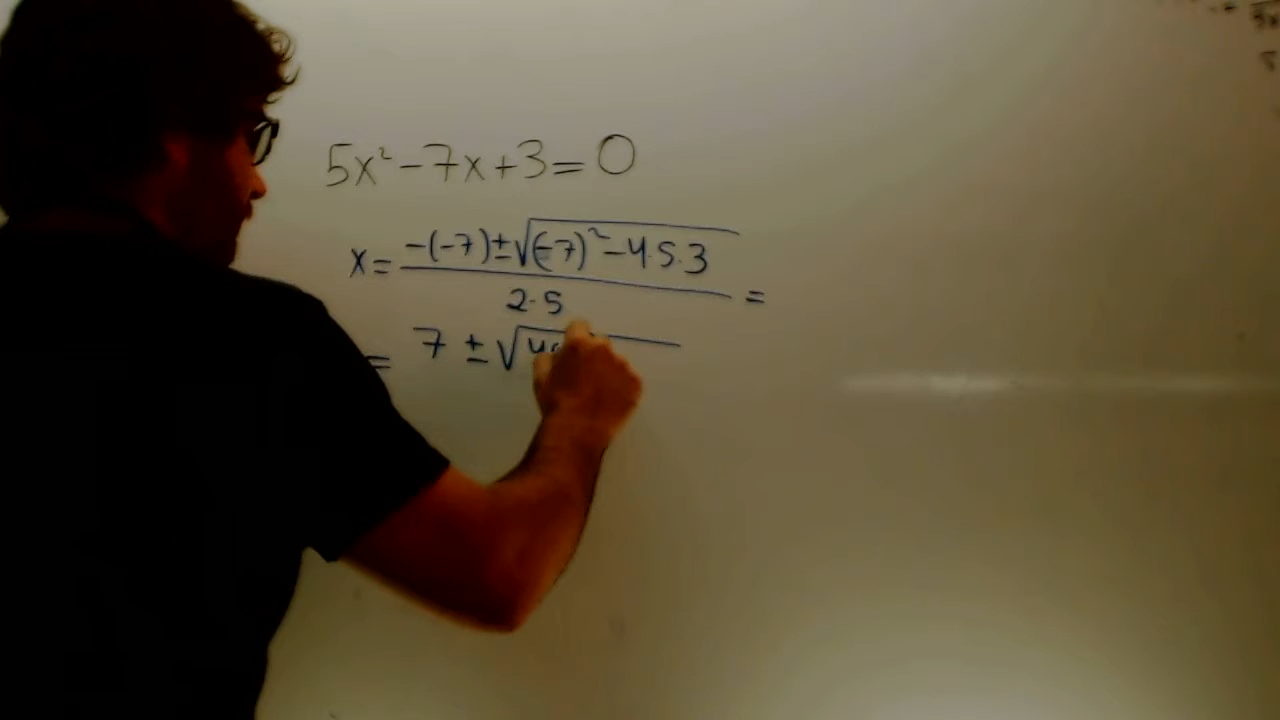 5x²-7x+3=0
x= -(-7)±√(-7)²-4.5.3 / 2·5 =
= 7 ±√4